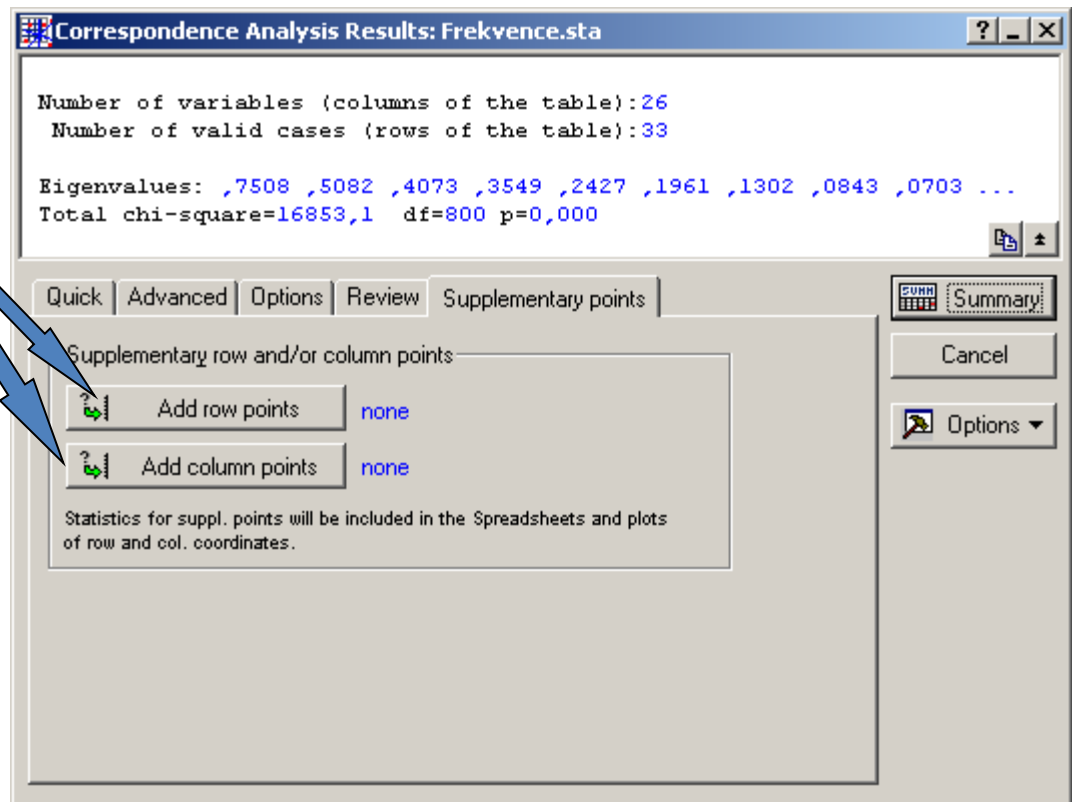 Correspondence Analysis Results: Frekvence.sta
Number of variables (columns of the table):26
Number of valid cases (rows of the table):33
Eigenvalues: ,7508 ,5082 ,4073 ,3549 ,2427 ,1961 ,1302 ,0843 ,0703 ...
Total chi-square=16853,1 df=800 p=0,000
Quick Advanced Options Review Supplementary points
Summary
Cancel
Options
Supplementary row and/or column points
Add row points none
Add column points none
Statistics for suppl. points will be included in the Spreadsheets and plots
of row and col. coordinates.